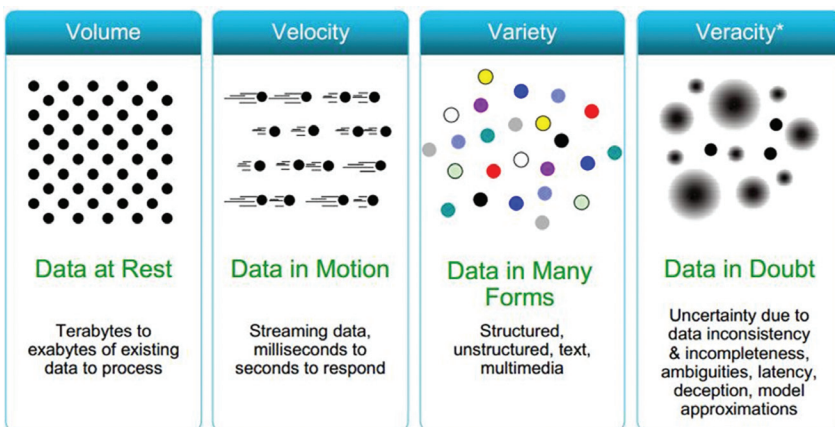 Volume
Data at Rest
Terabytes to
exabytes of existing
data to process
Velocity
Data in Motion
Streaming data,
milliseconds to
seconds to respond
Variety
Data in Many
Forms
Structured,
unstructured, text,
multimedia
Veracity*
Data in Doubt
Uncertainty due to
data inconsistency
& incompleteness,
ambiguities, latency,
deception, model
approximations